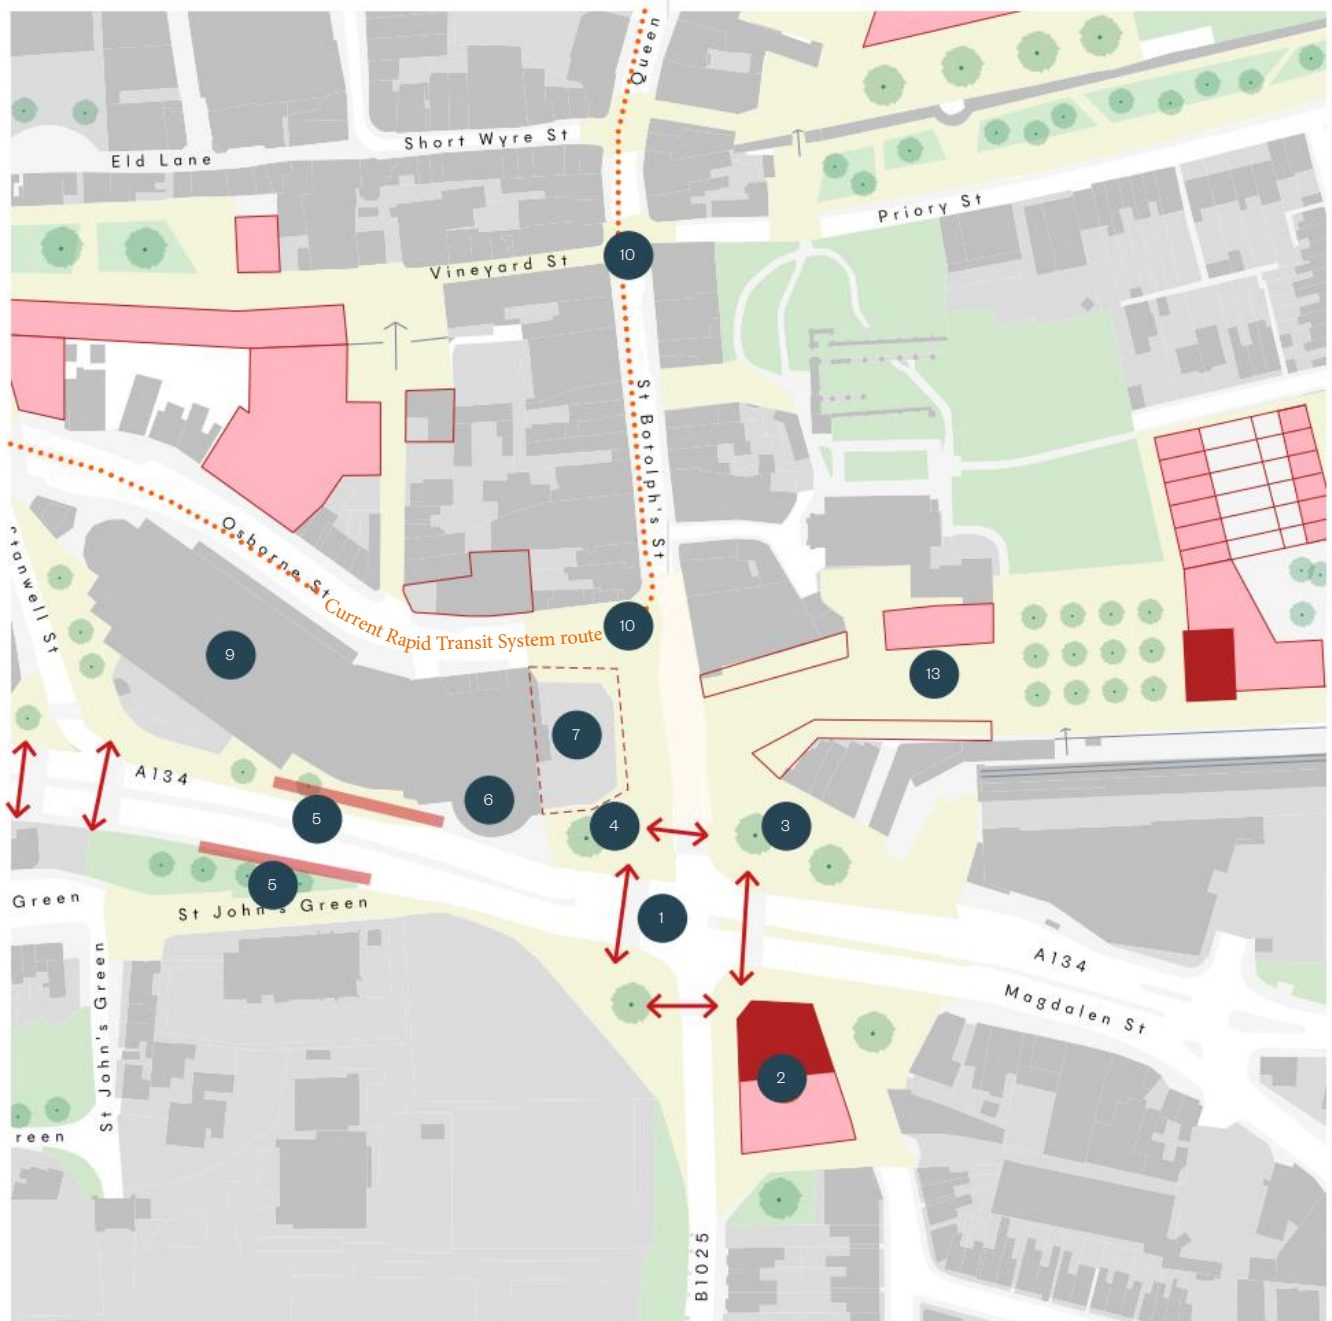 Queen
Short Wyre St
Eld Lane
Priory St
10
Vineyard St
St Botolph's St
Osborne St
Stanwell St
Current Rapid Transit System route
10
9
13
7
A134
6
5
4
3
5
Green
St John's Green
1
A134
Magdalen St
St John's Green
2
reen
B1025